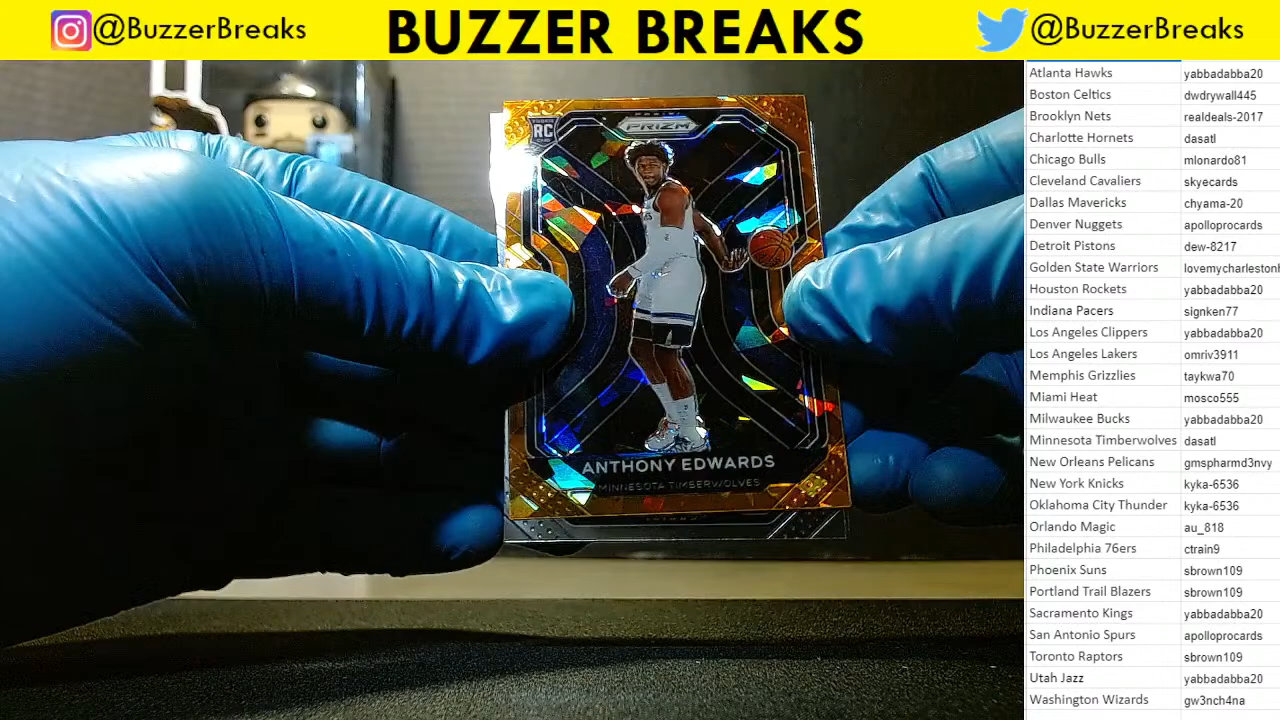 @BuzzerBreaks
BUZZER BREAKS
@BuzzerBreaks
RC
PRIZM
ANTHONY EDWARDS
MINNESOTA TIMBERWOLVES
Atlanta Hawks yabbadabba20
Boston Celtics dwdrywall445
Brooklyn Nets realdeals-2017
Charlotte Hornets dasatl
Chicago Bulls mlonardo81
Cleveland Cavaliers skyecards
Dallas Mavericks chyama-20
Denver Nuggets apolloprocards
Detroit Pistons dew-8217
Golden State Warriors
Houston Rockets yabbadabba20
Indiana Pacers signken77
Los Angeles Clippers yabbadabba20
Los Angeles Lakers omriv3911
Memphis Grizzlies taykwa70
Miami Heat mosco555
Milwaukee Bucks yabbadabba20
Minnesota Timberwolves dasatl
New Orleans Pelicans gmspharmd3nvy
New York Knicks kyka-6536
Oklahoma City Thunder kyka-6536
Orlando Magic au_818
Philadelphia 76ers ctrain9
Phoenix Suns sbrown109
Portland Trail Blazers sbrown109
Sacramento Kings yabbadabba20
San Antonio Spurs apolloprocards
Toronto Raptors sbrown109
Utah Jazz yabbadabba20
Washington Wizards gw3nch4na